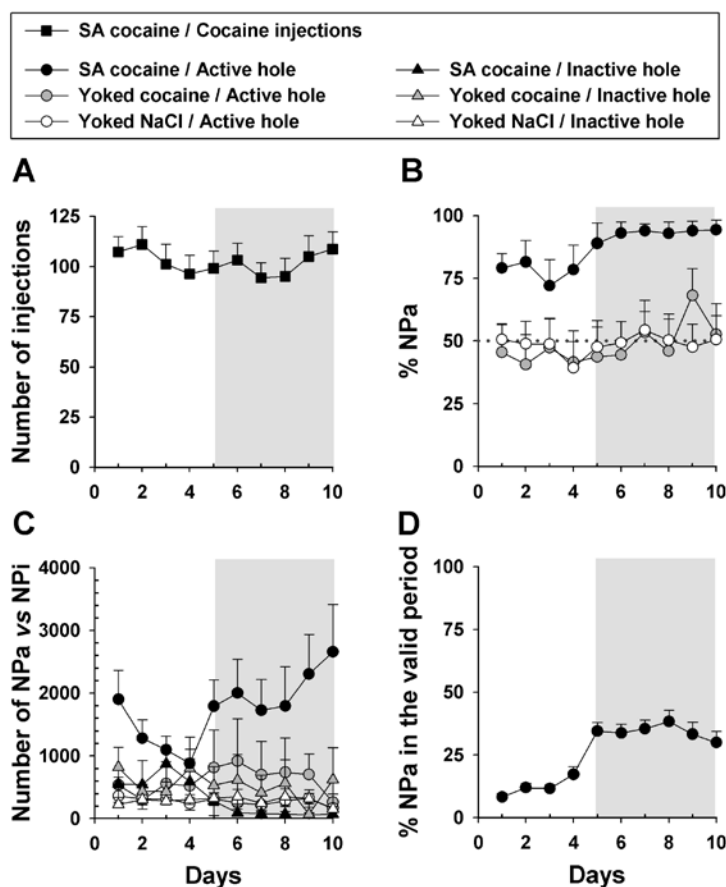 SA cocaine / Cocaine injections
SA cocaine / Active hole
SA cocaine / Inactive hole
Yoked cocaine / Active hole
Yoked cocaine / Inactive hole
Yoked NaCl / Active hole
Yoked NaCl / Inactive hole
A
B
Number of injections
125
100
75
50
25
0
0 2 4 6 8 10
% NPa
100
75
50
25
0
0 2 4 6 8 10
C
D
Number of NPa vs NPi
4000
3000
2000
1000
0
0 2 4 6 8 10
Days
% NPa in the valid period
100
75
50
25
0
0 2 4 6 8 10
Days